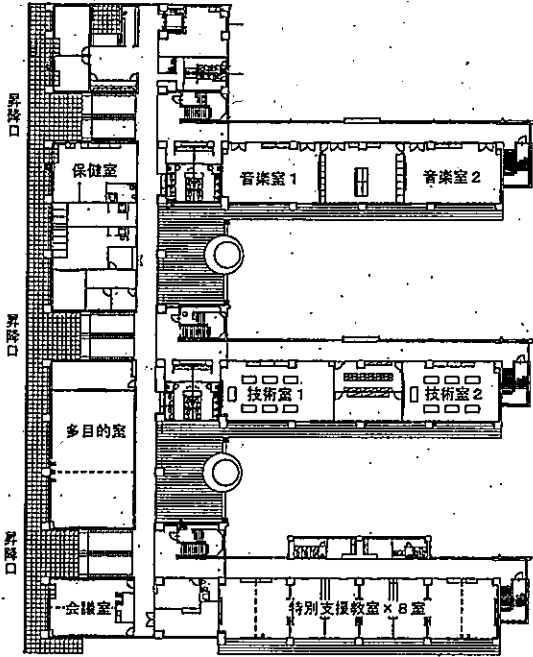 昇降口
保健室
音楽室1
音楽室2
昇降口
技術室1
技術室2
多目的室
昇降口
会議室
特別支援教室×8室